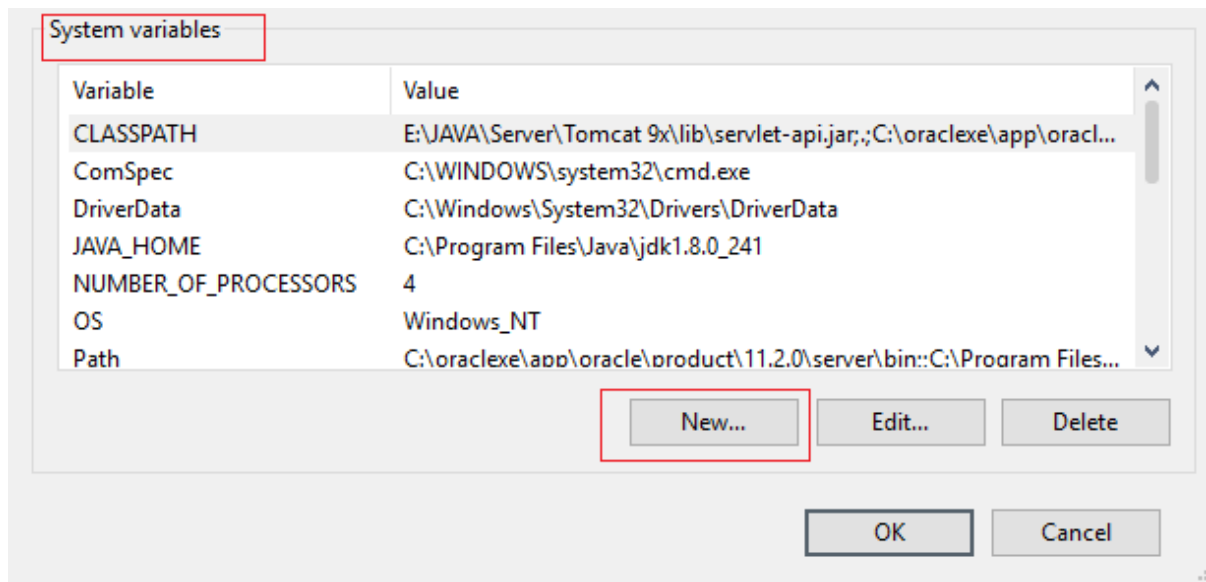 System variables
Variable Value
CLASSPATH E:\JAVA\Server\Tomcat 9x\lib\servlet-api.jar;.;C:\oraclexe\app\oracl...
ComSpec C:\WINDOWS\system32\cmd.exe
DriverData C:\Windows\System32\Drivers\DriverData
JAVA_HOME C:\Program Files\Java\jdk1.8.0_241
NUMBER_OF_PROCESSORS 4
OS Windows_NT
Path C:\oraclexe\app\oracle\product\11.2.0\server\bin;;C:\Program Files...
New... Edit... Delete
OK Cancel